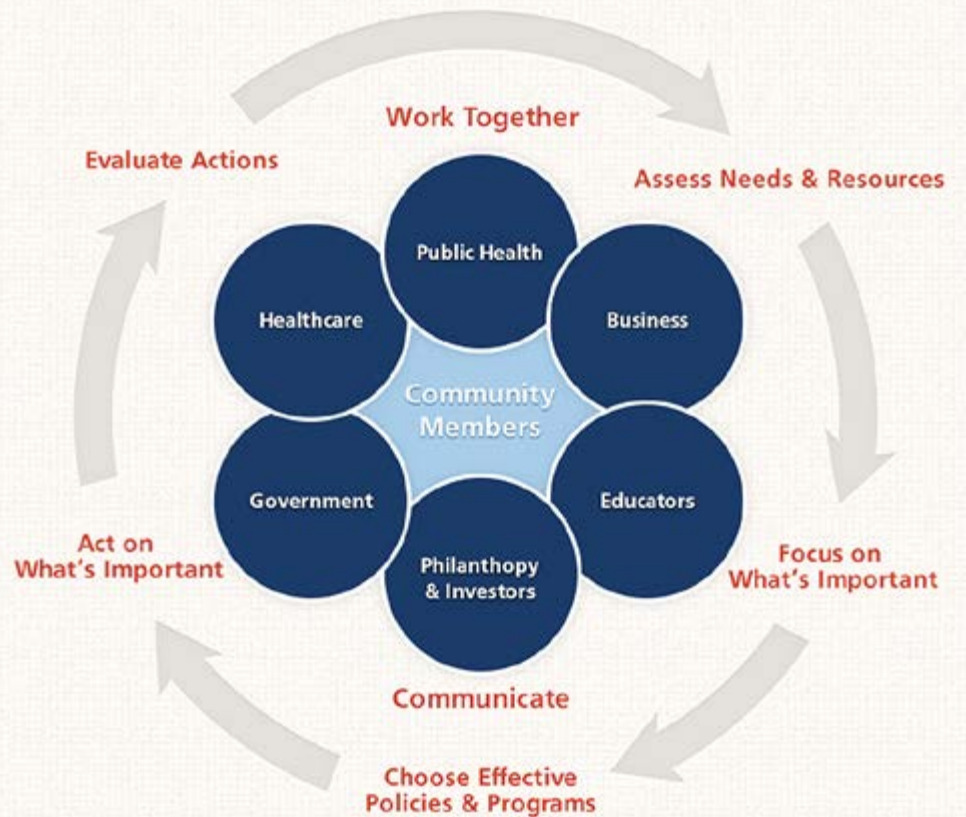 Work Together
Evaluate Actions
Assess Needs & Resources
Public Health
Healthcare
Business
Community
Members
Government
Educators
Philanthopy
& Investors
Act on
What's Important
Focus on
What's Important
Communicate
Choose Effective
Policies & Programs